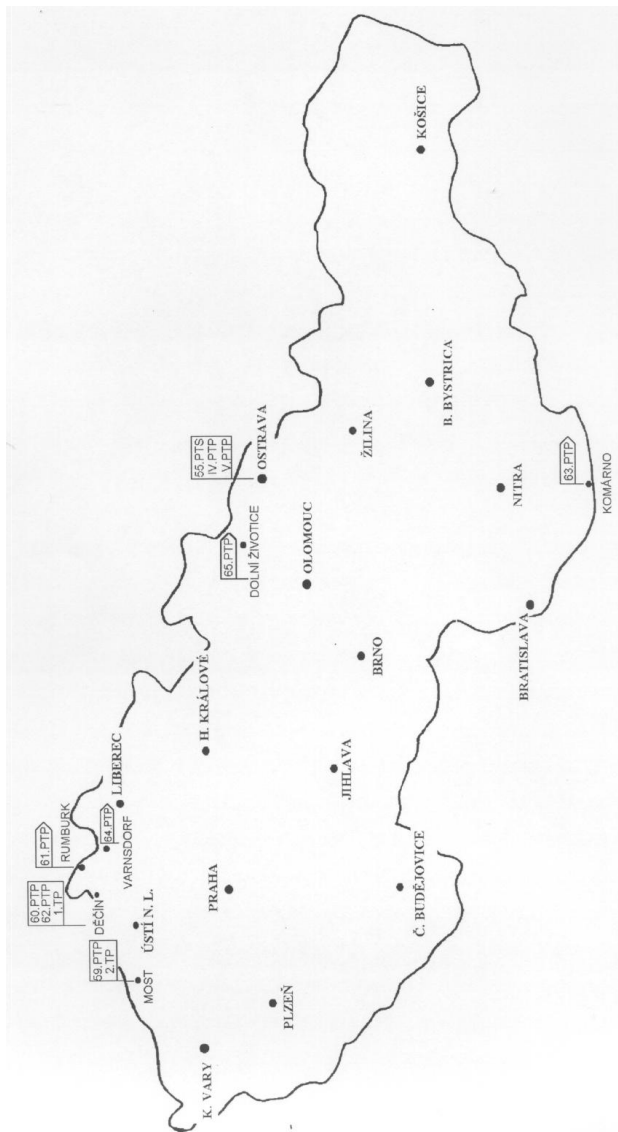 59.PTP
2.TP
MOST
60.PTP
62.PTP
1.TP
DĚČÍN
61.PTP
RUMBURK
64.PTP
VARNSDORF
LIBEREC
ÚSTÍ N. L.
K. VARY
PLZEŇ
PRAHA
H. KRÁLOVÉ
Č. BUDĚJOVICE
JIHLAVA
BRNO
OLOMOUC
65.PTP
DOLNÍ ŽIVOTICE
55.PTS
IV.PTP
V.PTP
OSTRAVA
ŽILINA
B. BYSTRICA
KOŠICE
NITRA
BRATISLAVA
63.PTP
KOMÁRNO